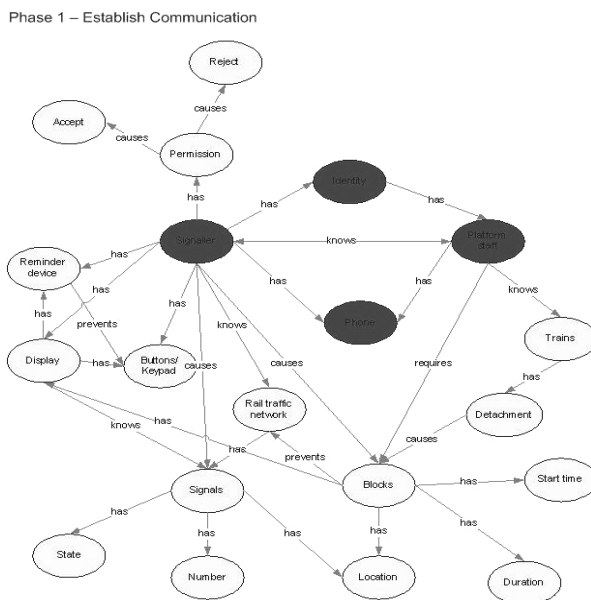 Phase 1 – Establish Communication
Reject
causes
Accept
causes
Permission
has
Identity
has
has
Signaller
knows
Platform
staff
Reminder
device
has
has
has
has
has
knows
Phone
has
prevents
has
knows
Trains
Display
has
Buttons/
Keypad
causes
causes
requires
has
Rail traffic
network
Detachment
knows
has
causes
has
prevents
Signals
Blocks
has
Start time
has
has
has
has
has
State
Number
Location
Duration